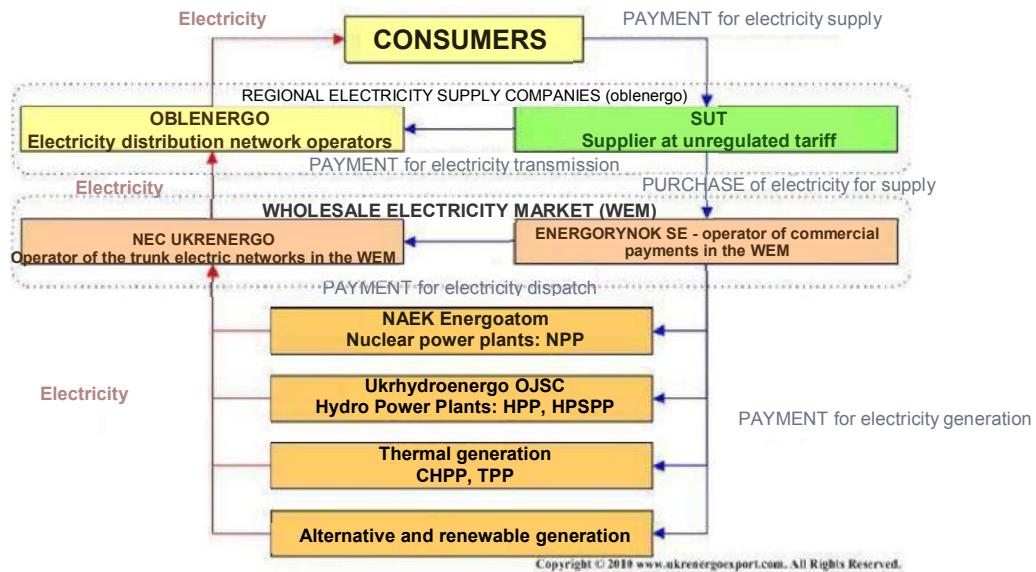 Electricity
PAYMENT for electricity supply
CONSUMERS
REGIONAL ELECTRICITY SUPPLY COMPANIES (oblenergo)
OBLENERGO
Electricity distribution network operators
SUT
Supplier at unregulated tariff
PAYMENT for electricity transmission
Electricity
PURCHASE of electricity for supply
WHOLESALE ELECTRICITY MARKET (WEM)
NEC UKRENERGO
Operator of the trunk electric networks in the WEM
ENERGORYNOK SE - operator of commercial
payments in the WEM
PAYMENT for electricity dispatch
NAEK Energoatom
Nuclear power plants: NPP
Electricity
Ukrhydroenergo OJSC
Hydro Power Plants: HPP, HPSPP
PAYMENT for electricity generation
Thermal generation
CHPP, TPP
Alternative and renewable generation
Copyright © 2010 www.ukrenergoexport.com. All Rights Reserved.